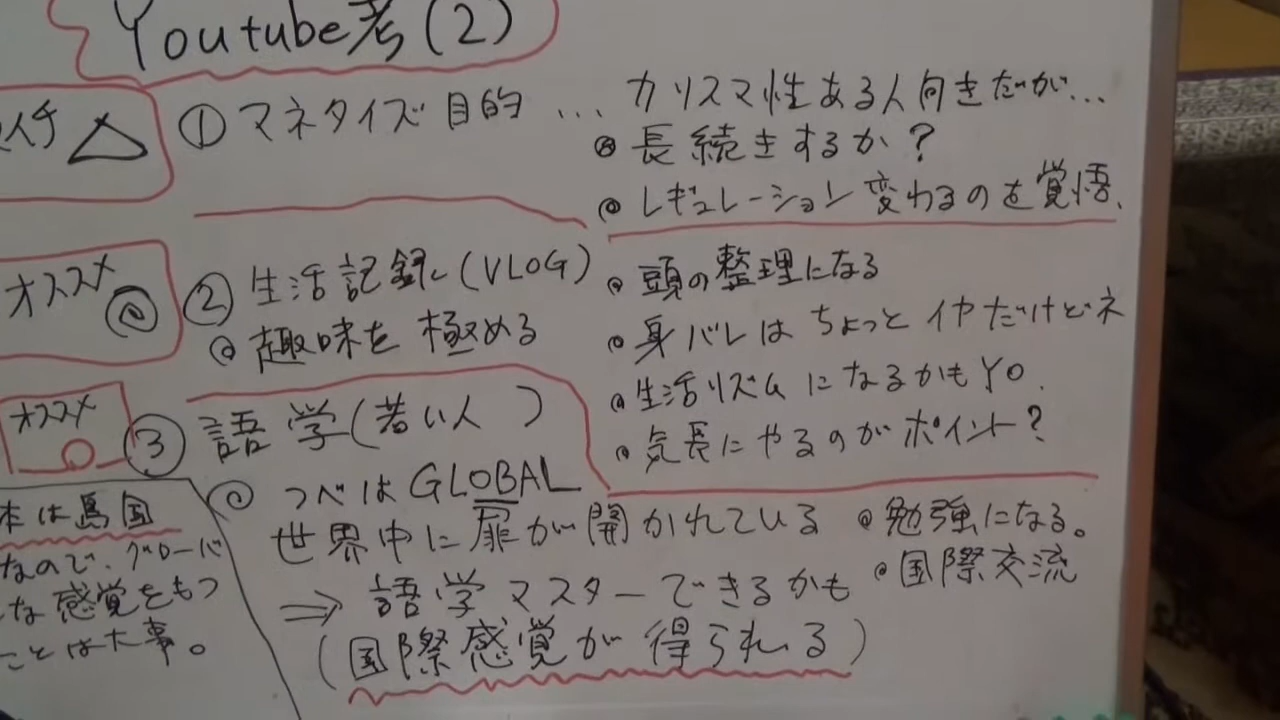 Youtube考(2)
イチ △ ① マネタイズ目的 ... カリスマ性ある人向きだが...
◎ 長続きするか?
◎ レギュレーション変わるのを覚悟、
オススメ ◎ ② 生活記録(VLOG)
◎ 趣味を極める
◎ 頭の整理になる
◎ 身バレはちょっとイヤだけどネ
◎ 生活リズムになるかもYO.
◎ 気長にやるのがポイント?
オススメ ○ ③ 語学(若い人 )
◎ つべはGLOBAL
世界中に扉が開かれている
⇒ 語学マスターできるかも
(国際感覚が得られる)
◎ 勉強になる。
◎ 国際交流
本は島国
なので、グローバ
な感覚をもつ
ことは大事。